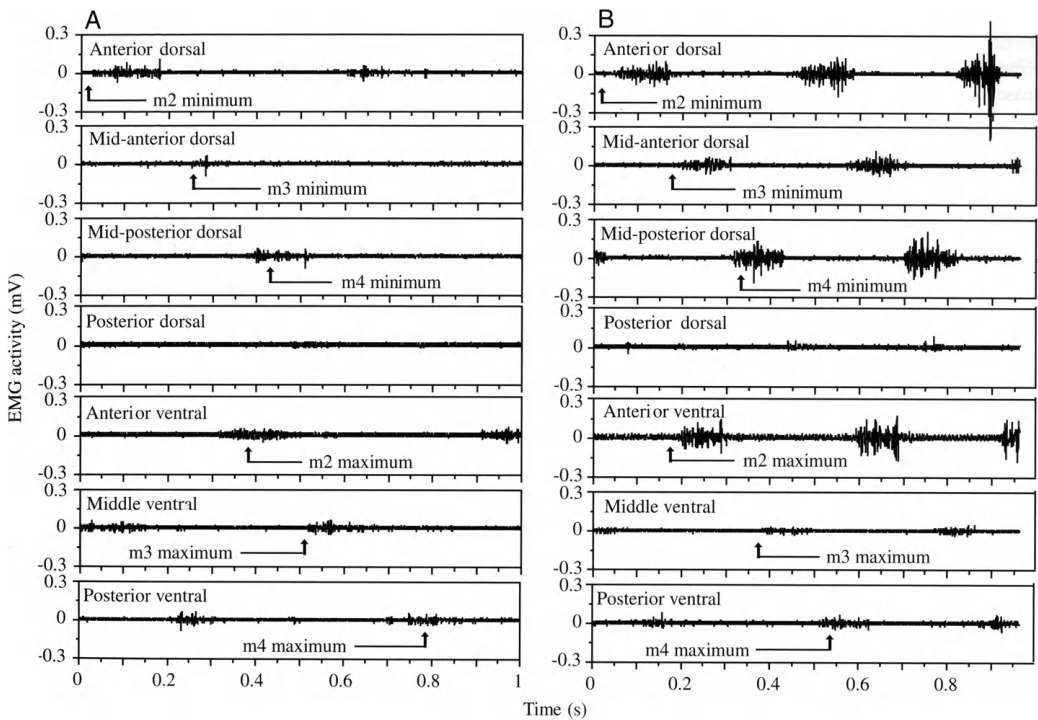 A
0.3
0
-0.3
Anterior dorsal
m2 minimum
0.3
0
-0.3
Mid-anterior dorsal
m3 minimum
0.3
0
-0.3
Mid-posterior dorsal
m4 minimum
0.3
0
-0.3
Posterior dorsal
0.3
0
-0.3
Anterior ventral
m2 maximum
0.3
0
-0.3
Middle ventral
m3 maximum
0.3
0
-0.3
Posterior ventral
m4 maximum
0 0.2 0.4 0.6 0.8 1
EMG activity (mV)
B
0.3
0
-0.3
Anterior dorsal
m2 minimum
0.3
0
-0.3
Mid-anterior dorsal
m3 minimum
0.3
0
-0.3
Mid-posterior dorsal
m4 minimum
0.3
0
-0.3
Posterior dorsal
0.3
0
-0.3
Anterior ventral
m2 maximum
0.3
0
-0.3
Middle ventral
m3 maximum
0.3
0
-0.3
Posterior ventral
m4 maximum
0 0.2 0.4 0.6 0.8
Time (s)